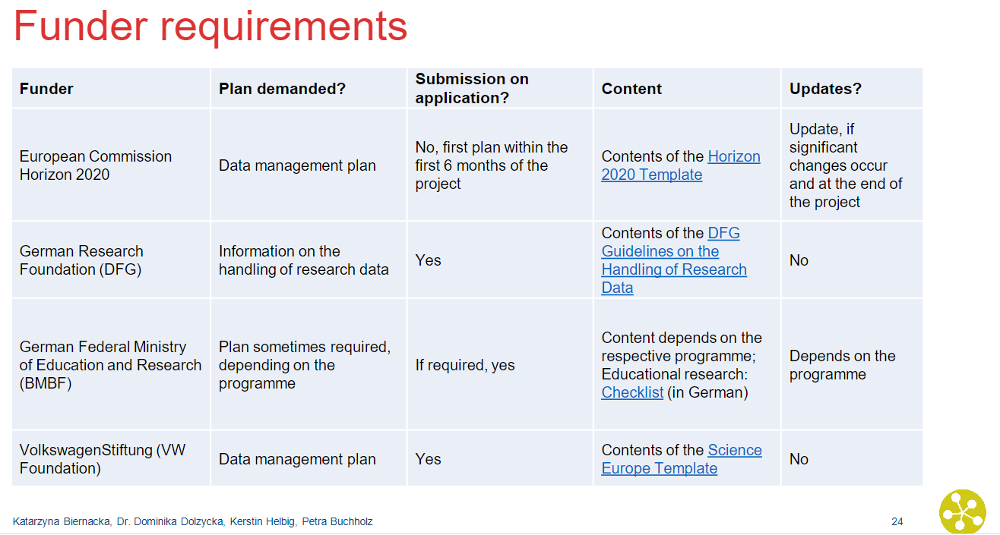 Funder requirements
Funder
Plan demanded?
Submission on
application?
Content
Updates?
European Commission
Horizon 2020
Data management plan
No, first plan within the
first 6 months of the
project
Contents of the Horizon
2020 Template
Update, if
significant
changes occur
and at the end of
the project
German Research
Foundation (DFG)
Information on the
handling of research data
Yes
Contents of the DFG
Guidelines on the
Handling of Research
Data
No
German Federal Ministry
of Education and Research
(BMBF)
Plan sometimes required,
depending on the
programme
If required, yes
Content depends on the
respective programme;
Educational research:
Checklist (in German)
Depends on the
programme
VolkswagenStiftung (VW
Foundation)
Data management plan
Yes
Contents of the Science
Europe Template
No
Katarzyna Biernacka, Dr. Dominika Dolzycka, Kerstin Helbig, Petra Buchholz
24